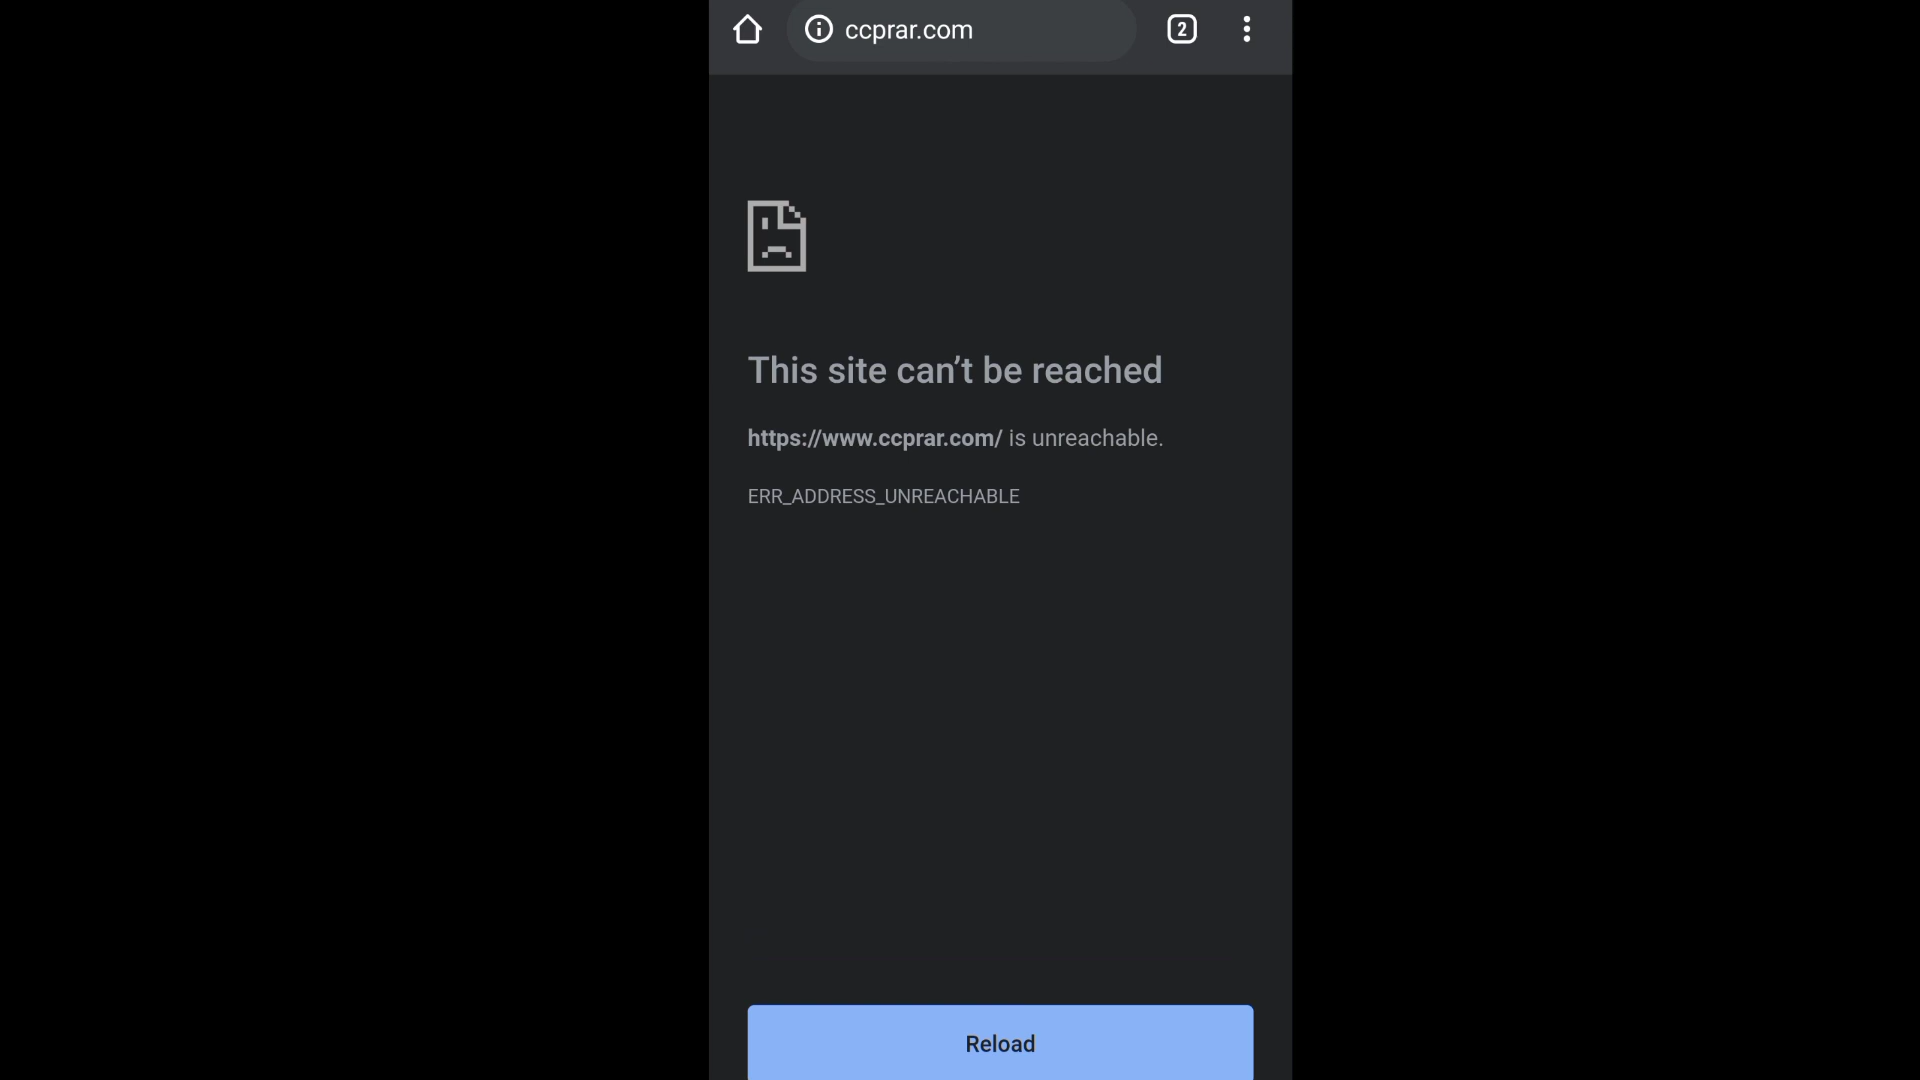 ccprar.com
2
This site can’t be reached
https://www.ccprar.com/ is unreachable.
ERR_ADDRESS_UNREACHABLE
Reload